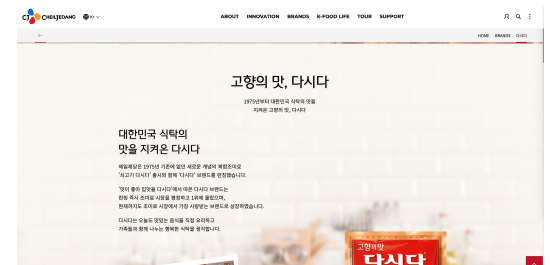 CJ CHEILJEDANG
KO
ABOUT INNOVATION BRANDS K-FOOD LIFE TOUR SUPPORT
HOME BRANDS 다시다
고향의 맛, 다시다
1975년부터 대한민국 식탁의 맛을
지켜온 고향의 맛, 다시다
대한민국 식탁의
맛을 지켜온 다시다
제일제당은 1975년 기존에 없던 새로운 개념의 복합조미료
'쇠고기 다시다' 출시와 함께 '다시다' 브랜드를 런칭했습니다.
'맛이 좋아 입맛을 다시다'에서 따온 다시다 브랜드는
런칭 즉시 조미료 시장을 평정하고 1위에 올랐으며,
현재까지도 조미료 시장에서 가장 사랑받는 브랜드로 성장하였습니다.
다시다는 오늘도 맛있는 음식을 직접 요리하고
가족들과 함께 나누는 행복한 식탁을 생각합니다.
고향의맛